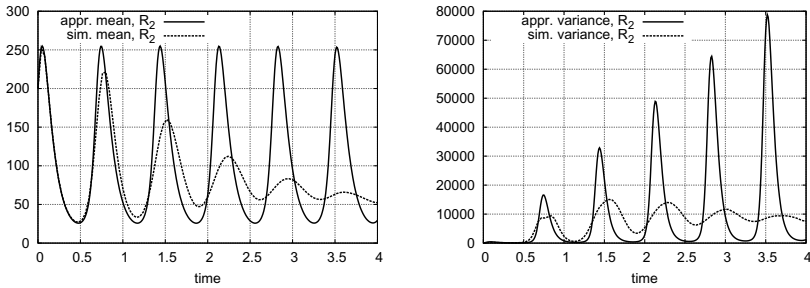 appr. mean, R2
sim. mean, R2
300
250
200
150
100
50
0
0 0.5 1 1.5 2 2.5 3 3.5 4
time
appr. variance, R2
sim. variance, R2
80000
70000
60000
50000
40000
30000
20000
10000
0
0 0.5 1 1.5 2 2.5 3 3.5 4
time